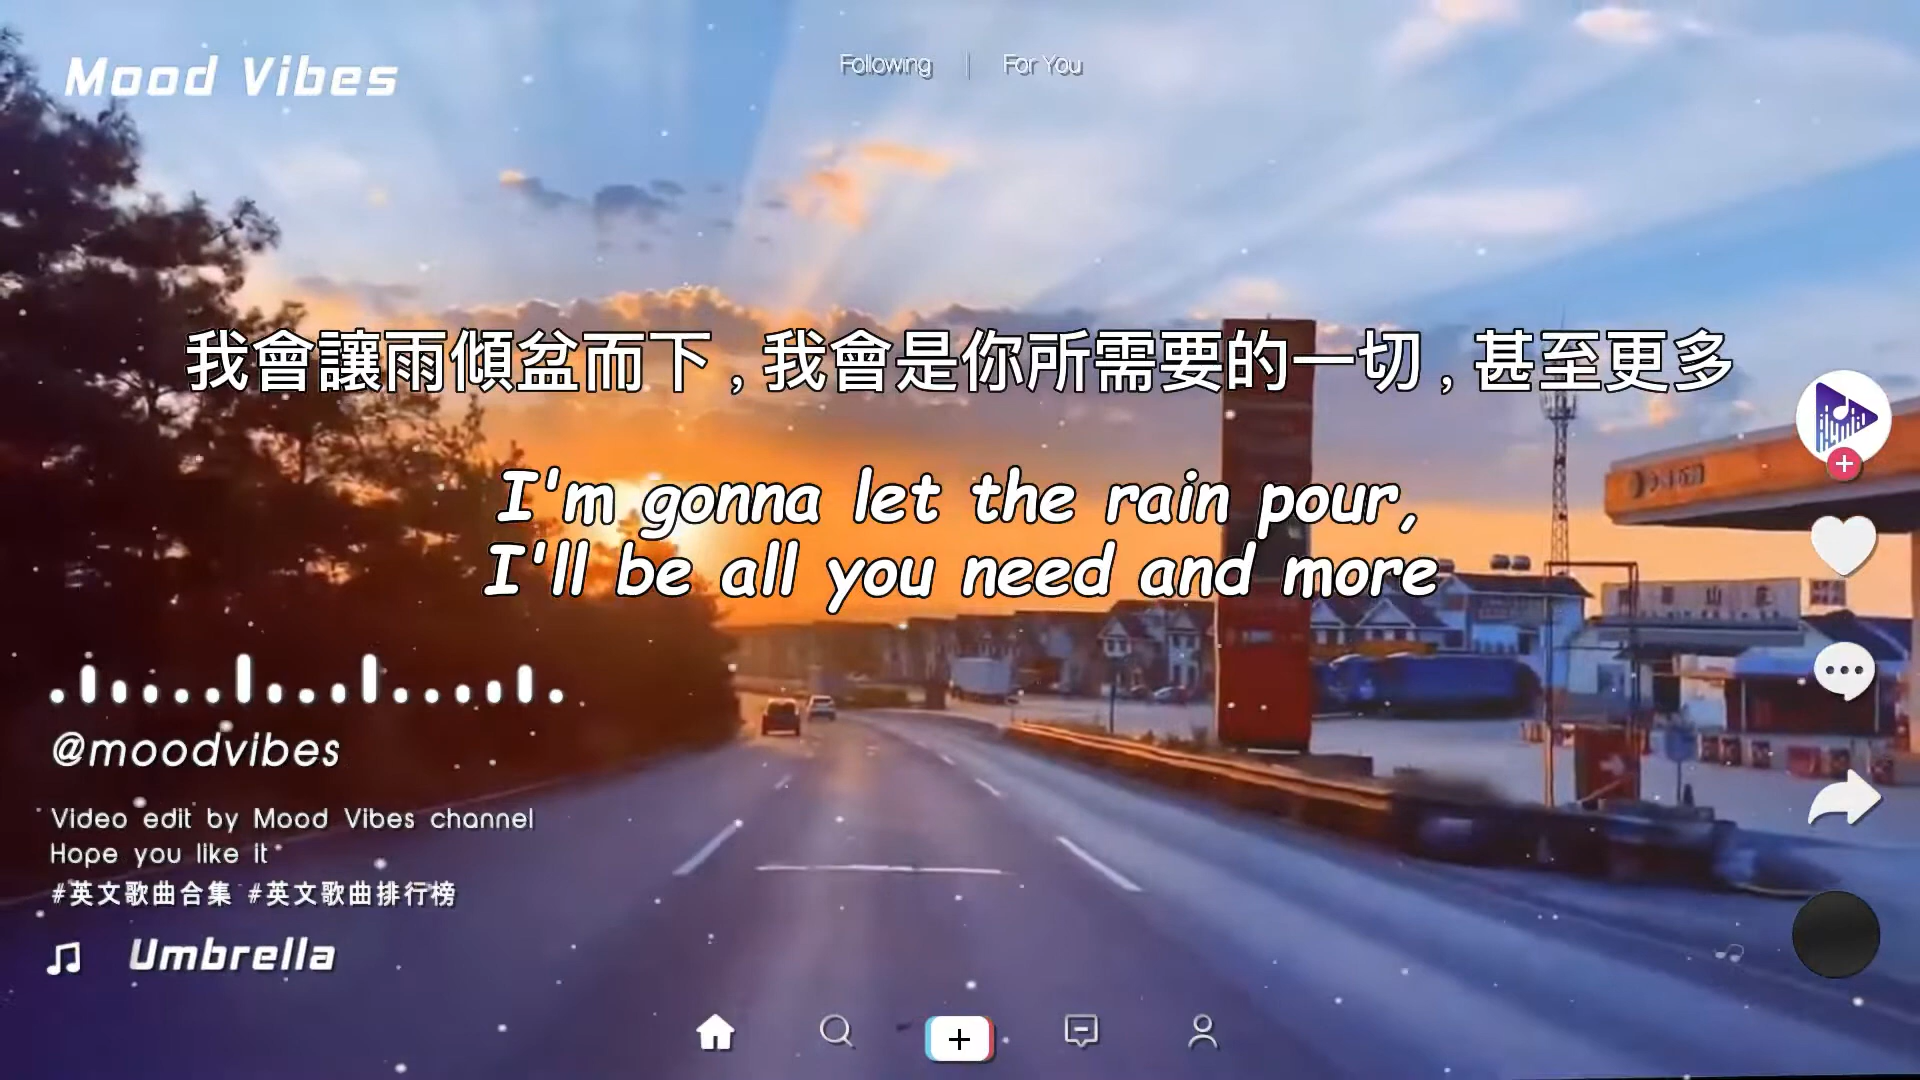 Mood Vibes
Following | For You
我會讓雨傾盆而下，我會是你所需要的一切，甚至更多
I'm gonna let the rain pour,
I'll be all you need and more
@moodvibes
Video edit by Mood Vibes channel
Hope you like it
#英文歌曲合集 #英文歌曲排行榜
Umbrella